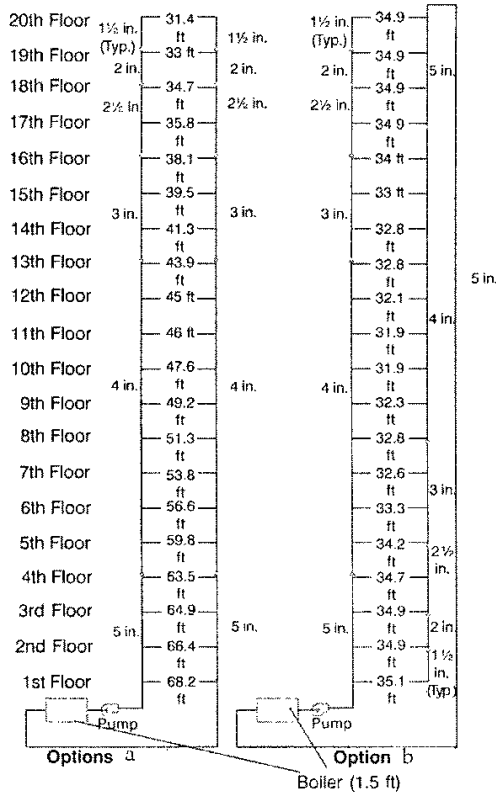 20th Floor 1½ in. 31.4 ft 1½ in. 34.9 ft
(Typ.) 1½ in. (Typ.)
19th Floor 33 ft 34.9 ft
2 in. 2 in. 2 in. 5 in.
18th Floor 34.7 ft 34.9 ft
2½ in 2½ in. 2½ in.
17th Floor 35.8 ft 34.9 ft
16th Floor 38.1 ft 34 ft
15th Floor 39.5 ft 33 ft
3 in. 3 in. 3 in.
14th Floor 41.3 ft 32.8 ft
13th Floor 43.9 ft 32.8 ft
5 in.
12th Floor 45 ft 32.1 ft
4 in.
11th Floor 46 ft 31.9 ft
10th Floor 47.6 ft 31.9 ft
4 in. 4 in. 4 in.
9th Floor 49.2 ft 32.3 ft
8th Floor 51.3 ft 32.8 ft
7th Floor 53.8 ft 32.6 ft
3 in.
6th Floor 56.6 ft 33.3 ft
5th Floor 59.8 ft 34.2 ft
2½ in.
4th Floor 63.5 ft 34.7 ft
3rd Floor 64.9 ft 34.9 ft
5 in. 5 in. 5 in. 2 in.
2nd Floor 66.4 ft 34.9 ft
1½ in. (Typ.)
1st Floor 68.2 ft 35.1 ft
Pump Pump
Options a Option b
Boiler (1.5 ft)